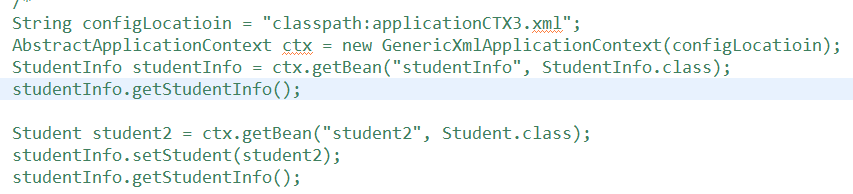 /*
String configLocatioin = "classpath:applicationCTX3.xml";
AbstractApplicationContext ctx = new GenericXmlApplicationContext(configLocatioin);
StudentInfo studentInfo = ctx.getBean("studentInfo", StudentInfo.class);
studentInfo.getStudentInfo();
Student student2 = ctx.getBean("student2", Student.class);
studentInfo.setStudent(student2);
studentInfo.getStudentInfo();